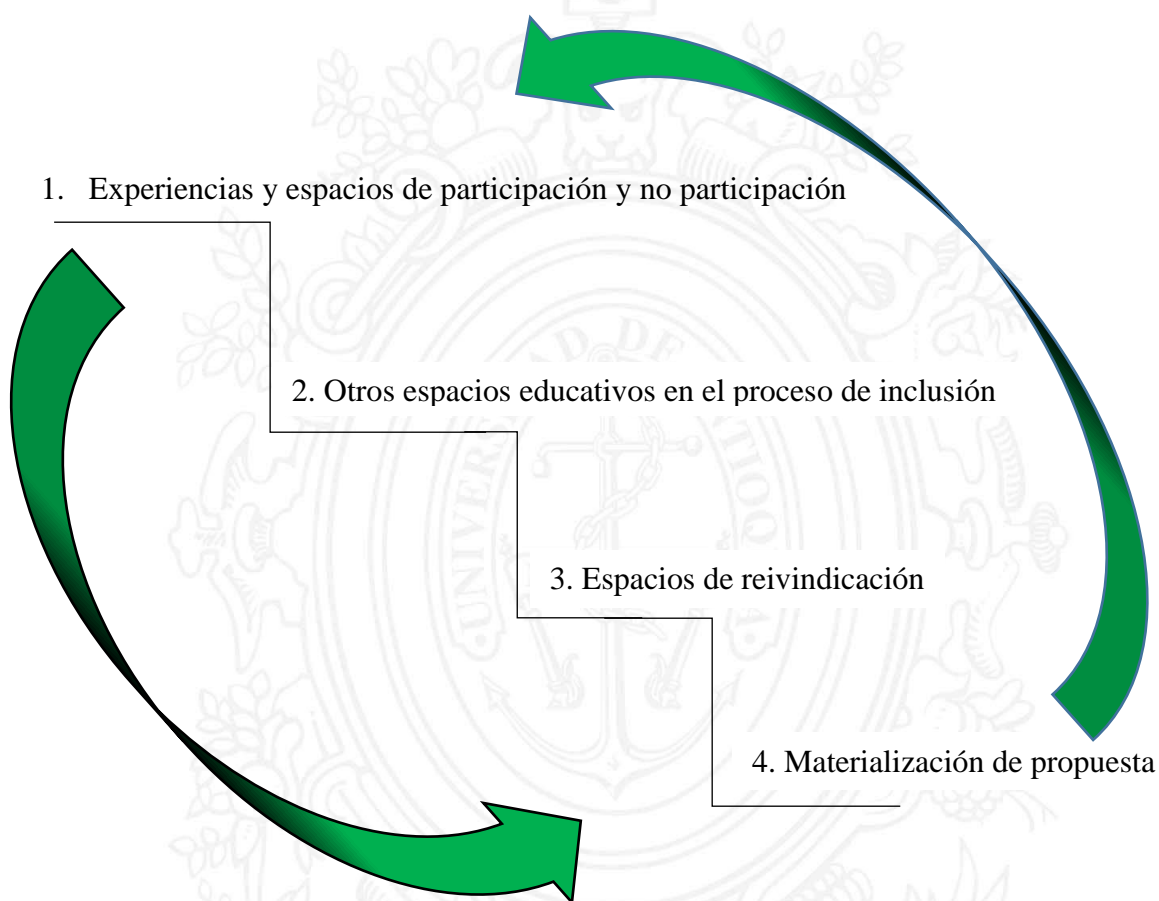 1. Experiencias y espacios de participación y no participación
2. Otros espacios educativos en el proceso de inclusión
3. Espacios de reivindicación
4. Materialización de propuesta